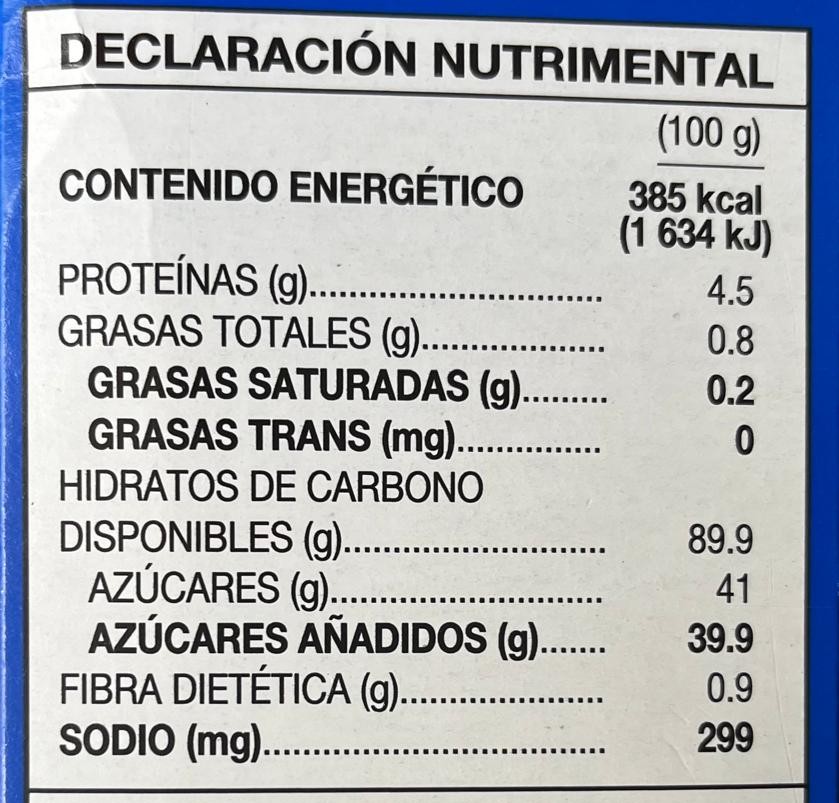 DECLARACIÓN NUTRIMENTAL
(100 g)
CONTENIDO ENERGÉTICO 385 kcal
(1 634 kJ)
PROTEÍNAS (g).............................. 4.5
GRASAS TOTALES (g)................... 0.8
GRASAS SATURADAS (g)......... 0.2
GRASAS TRANS (mg)............... 0
HIDRATOS DE CARBONO
DISPONIBLES (g)........................... 89.9
AZÚCARES (g)............................ 41
AZÚCARES AÑADIDOS (g)....... 39.9
FIBRA DIETÉTICA (g)..................... 0.9
SODIO (mg)................................... 299